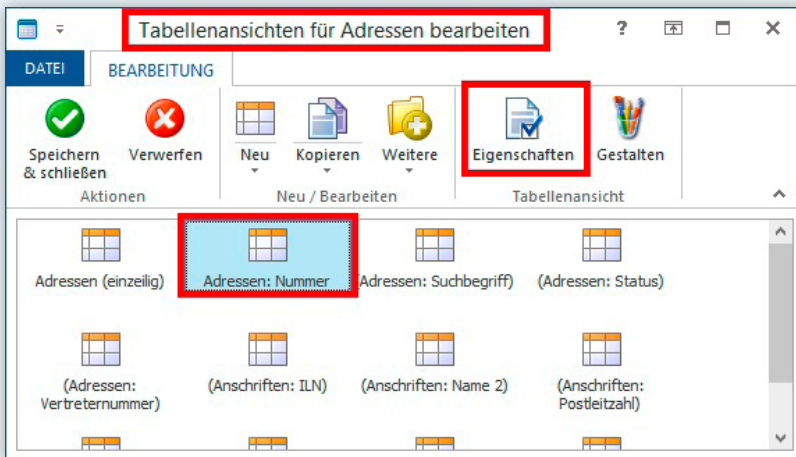 Tabellenansichten für Adressen bearbeiten
?
DATEI
BEARBEITUNG
Speichern
& schließen
Verwerfen
Neu
Kopieren
Weitere
Eigenschaften
Gestalten
Aktionen
Neu / Bearbeiten
Tabellenansicht
Adressen (einzeilig)
Adressen: Nummer
(Adressen: Suchbegriff)
(Adressen: Status)
(Adressen:
Vertreternummer)
(Anschriften: ILN)
(Anschriften: Name 2)
(Anschriften:
Postleitzahl)